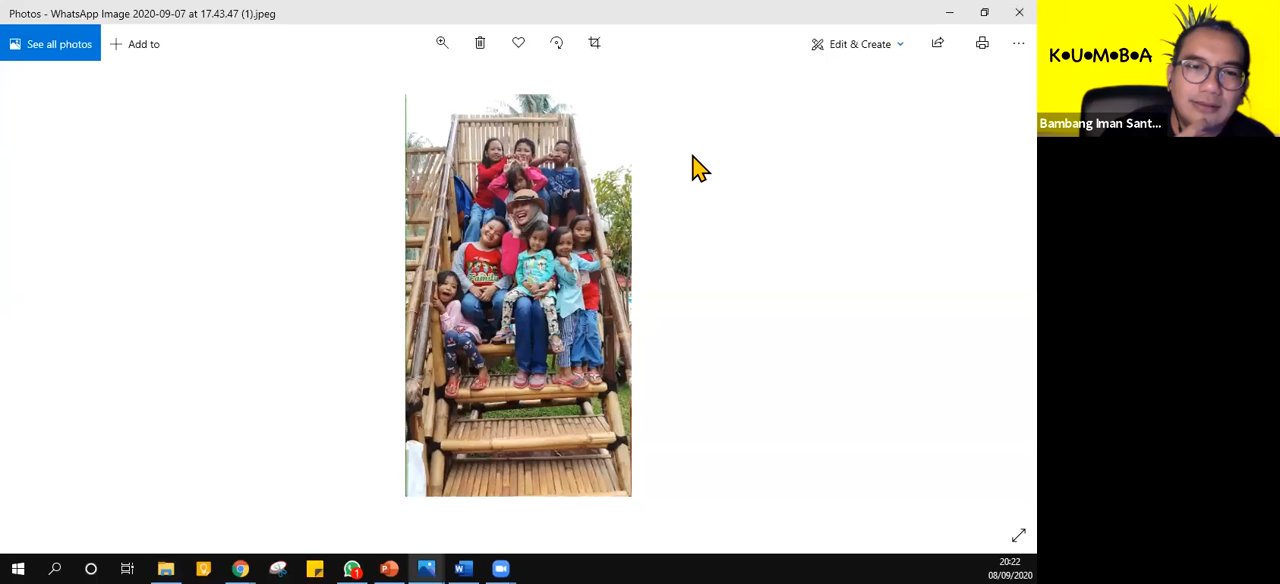 Photos - WhatsApp Image 2020-09-07 at 17.43.47 (1).jpeg
See all photos
Add to
Edit & Create
K•U•M•B•A
Bambang Iman Sant...
1
20:22
08/09/2020